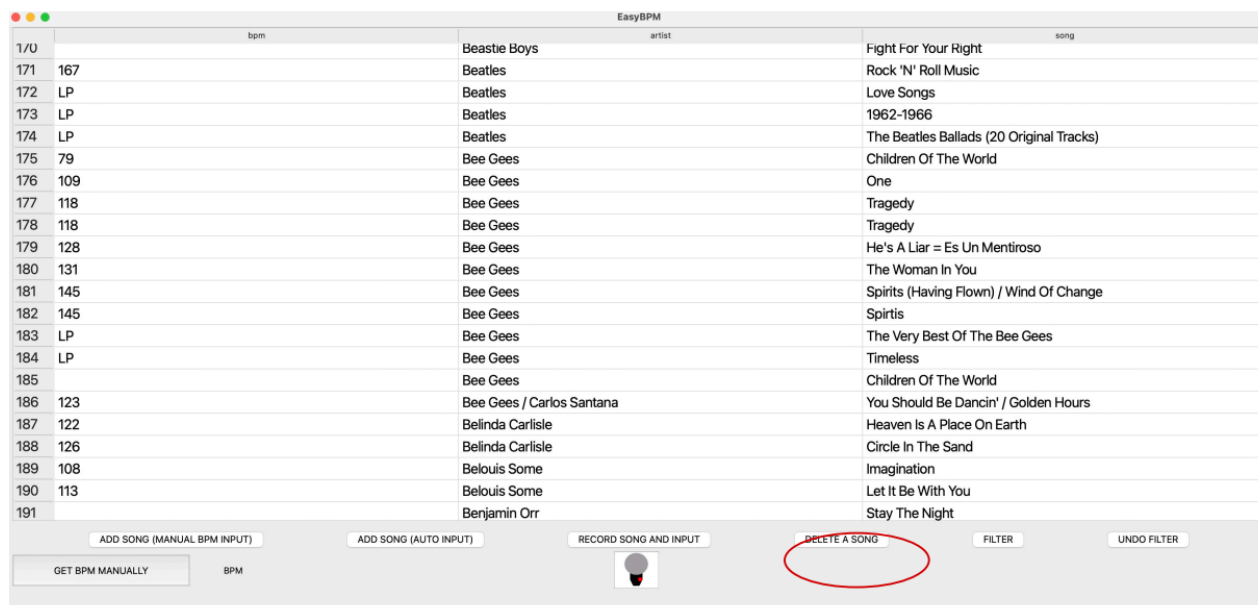 EasyBPM
bpm artist song
170 Beastie Boys Fight For Your Right
171 167 Beatles Rock 'N' Roll Music
172 LP Beatles Love Songs
173 LP Beatles 1962-1966
174 LP Beatles The Beatles Ballads (20 Original Tracks)
175 79 Bee Gees Children Of The World
176 109 Bee Gees One
177 118 Bee Gees Tragedy
178 118 Bee Gees Tragedy
179 128 Bee Gees He's A Liar = Es Un Mentiroso
180 131 Bee Gees The Woman In You
181 145 Bee Gees Spirits (Having Flown) / Wind Of Change
182 145 Bee Gees Spirtis
183 LP Bee Gees The Very Best Of The Bee Gees
184 LP Bee Gees Timeless
185 Bee Gees Children Of The World
186 123 Bee Gees / Carlos Santana You Should Be Dancin' / Golden Hours
187 122 Belinda Carlisle Heaven Is A Place On Earth
188 126 Belinda Carlisle Circle In The Sand
189 108 Belouis Some Imagination
190 113 Belouis Some Let It Be With You
191 Benjamin Orr Stay The Night
ADD SONG (MANUAL BPM INPUT) ADD SONG (AUTO INPUT) RECORD SONG AND INPUT DELETE A SONG FILTER UNDO FILTER
GET BPM MANUALLY BPM